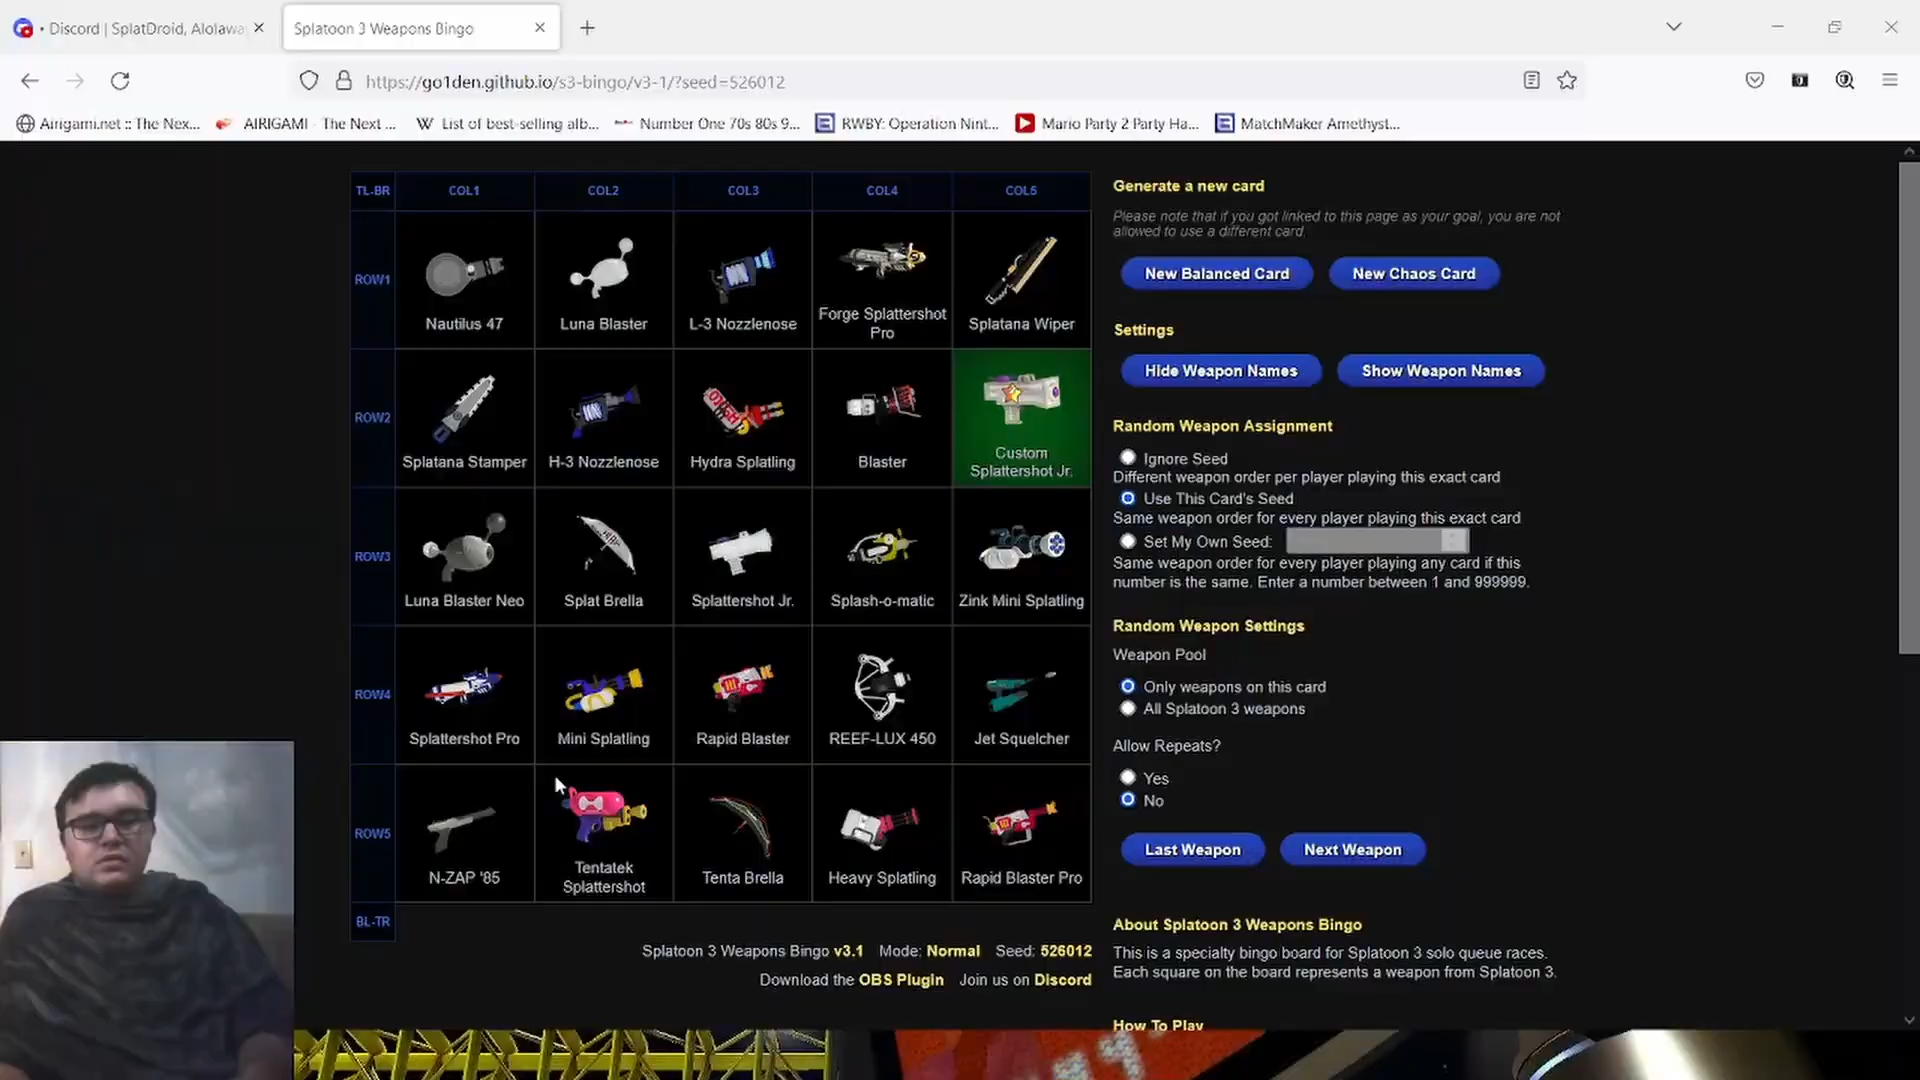 Discord | SplatDroid, Alolawa
Splatoon 3 Weapons Bingo
https://go1den.github.io/s3-bingo/v3-1/?seed=526012
Airigami.net :: The Nex...
AIRIGAMI - The Next ...
List of best-selling alb...
Number One 70s 80s 9...
RWBY: Operation Nint...
Mario Party 2 Party Ha...
MatchMaker Amethyst...
TL-BR COL1 COL2 COL3 COL4 COL5
ROW1
Nautilus 47
Luna Blaster
L-3 Nozzlenose
Forge Splattershot
Pro
Splatana Wiper
ROW2
Splatana Stamper
H-3 Nozzlenose
Hydra Splatling
Blaster
Custom
Splattershot Jr.
ROW3
Luna Blaster Neo
Splat Brella
Splattershot Jr.
Splash-o-matic
Zink Mini Splatling
ROW4
Splattershot Pro
Mini Splatling
Rapid Blaster
REEF-LUX 450
Jet Squelcher
ROW5
N-ZAP '85
Tentatek
Splattershot
Tenta Brella
Heavy Splatling
Rapid Blaster Pro
BL-TR
Splatoon 3 Weapons Bingo v3.1 Mode: Normal Seed: 526012
Download the OBS Plugin Join us on Discord
Generate a new card
Please note that if you got linked to this page as your goal, you are not
allowed to use a different card.
New Balanced Card
New Chaos Card
Settings
Hide Weapon Names
Show Weapon Names
Random Weapon Assignment
Ignore Seed
Different weapon order per player playing this exact card
Use This Card's Seed
Same weapon order for every player playing this exact card
Set My Own Seed:
Same weapon order for every player playing any card if this
number is the same. Enter a number between 1 and 999999.
Random Weapon Settings
Weapon Pool
Only weapons on this card
All Splatoon 3 weapons
Allow Repeats?
Yes
No
Last Weapon
Next Weapon
About Splatoon 3 Weapons Bingo
This is a specialty bingo board for Splatoon 3 solo queue races.
Each square on the board represents a weapon from Splatoon 3.
How To Play